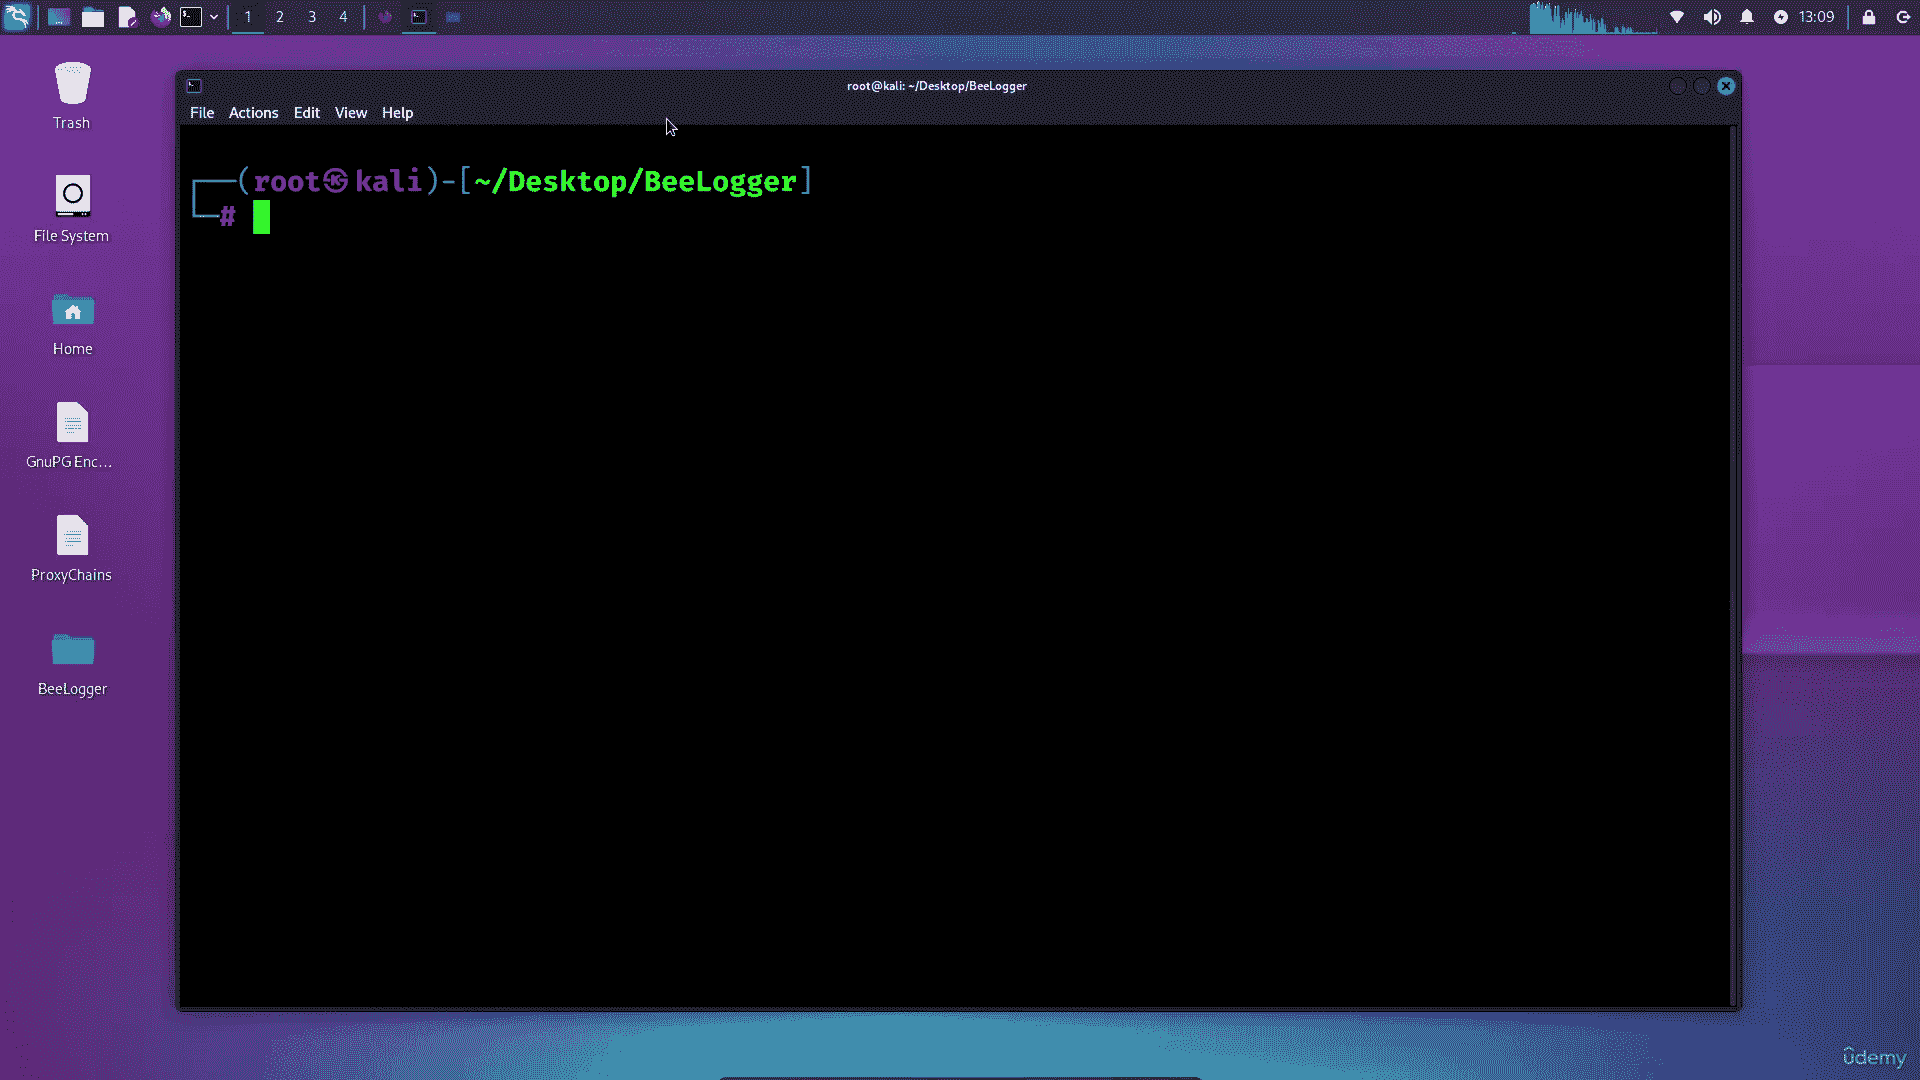 1 2 3 4
13:09
root@kali: ~/Desktop/BeeLogger
File Actions Edit View Help
(root㉿kali)-[~/Desktop/BeeLogger]
#
Trash
File System
Home
GnuPG Enc...
ProxyChains
BeeLogger
ûdemy